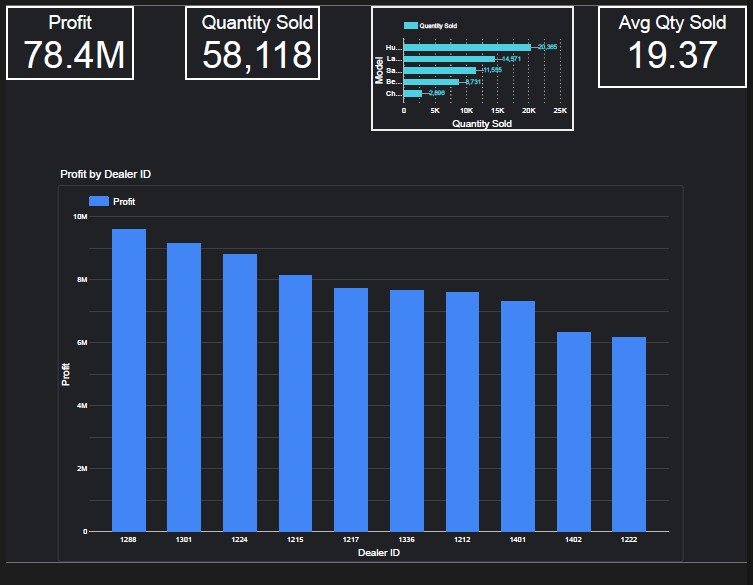 Profit
78.4M
Quantity Sold
58,118
Quantity Sold
Model
Hu...
La...
Sa...
Be...
Ch...
20,365
14,571
11,555
8,731
2,896
0 5K 10K 15K 20K 25K
Quantity Sold
Avg Qty Sold
19.37
Profit by Dealer ID
Profit
Profit
10M
8M
6M
4M
2M
0
1288 1301 1224 1215 1217 1336 1212 1401 1402 1222
Dealer ID